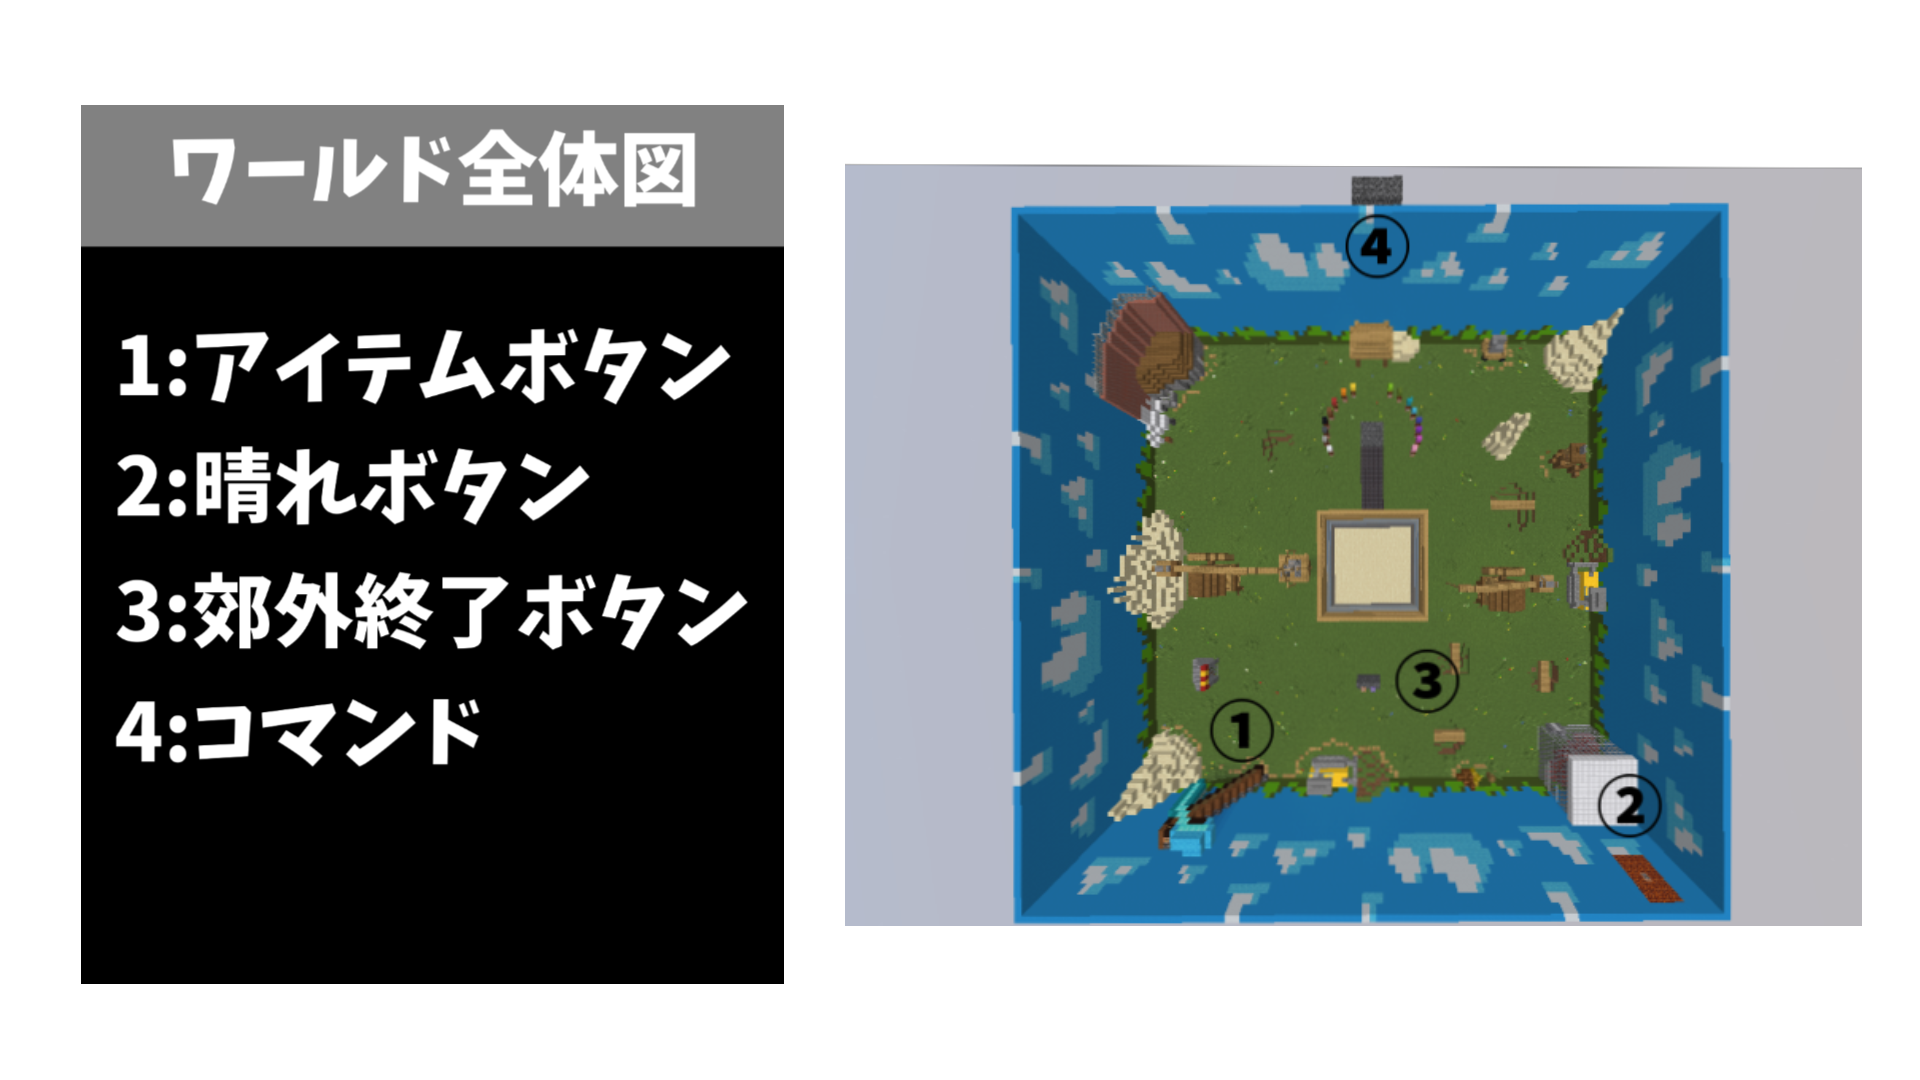 ワールド全体図
1:アイテムボタン
2:晴れボタン
3:郊外終了ボタン
4:コマンド
④
③
①
②